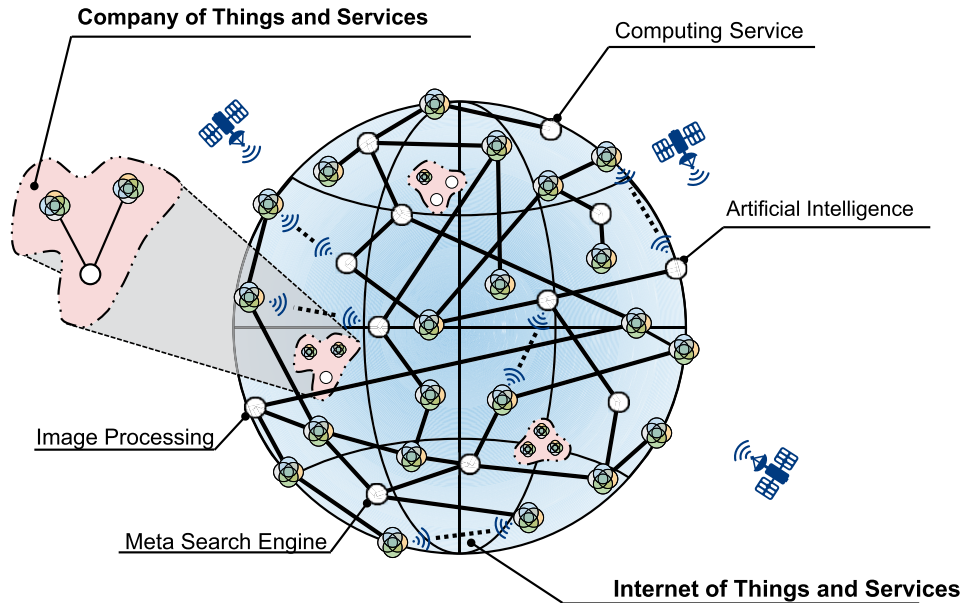 Company of Things and Services
Computing Service
Artificial Intelligence
Image Processing
Meta Search Engine
Internet of Things and Services